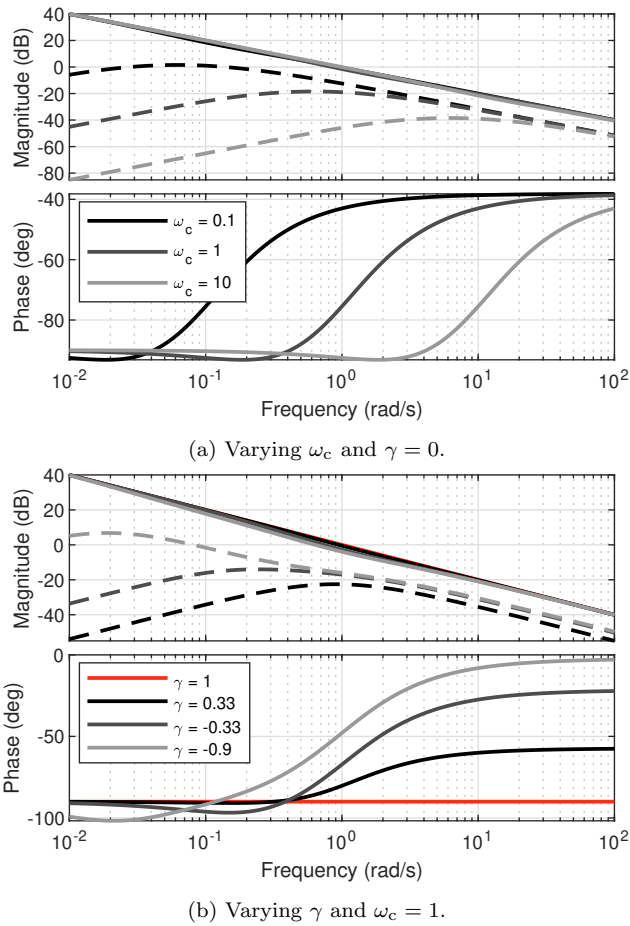 40
20
0
-20
-40
-60
-80
Magnitude (dB)
-40
-60
-80
Phase (deg)
ω_c = 0.1
ω_c = 1
ω_c = 10
10^-2 10^-1 10^0 10^1 10^2
Frequency (rad/s)
(a) Varying ω_c and γ = 0.
40
20
0
-20
-40
Magnitude (dB)
0
-50
-100
Phase (deg)
γ = 1
γ = 0.33
γ = -0.33
γ = -0.9
10^-2 10^-1 10^0 10^1 10^2
Frequency (rad/s)
(b) Varying γ and ω_c = 1.